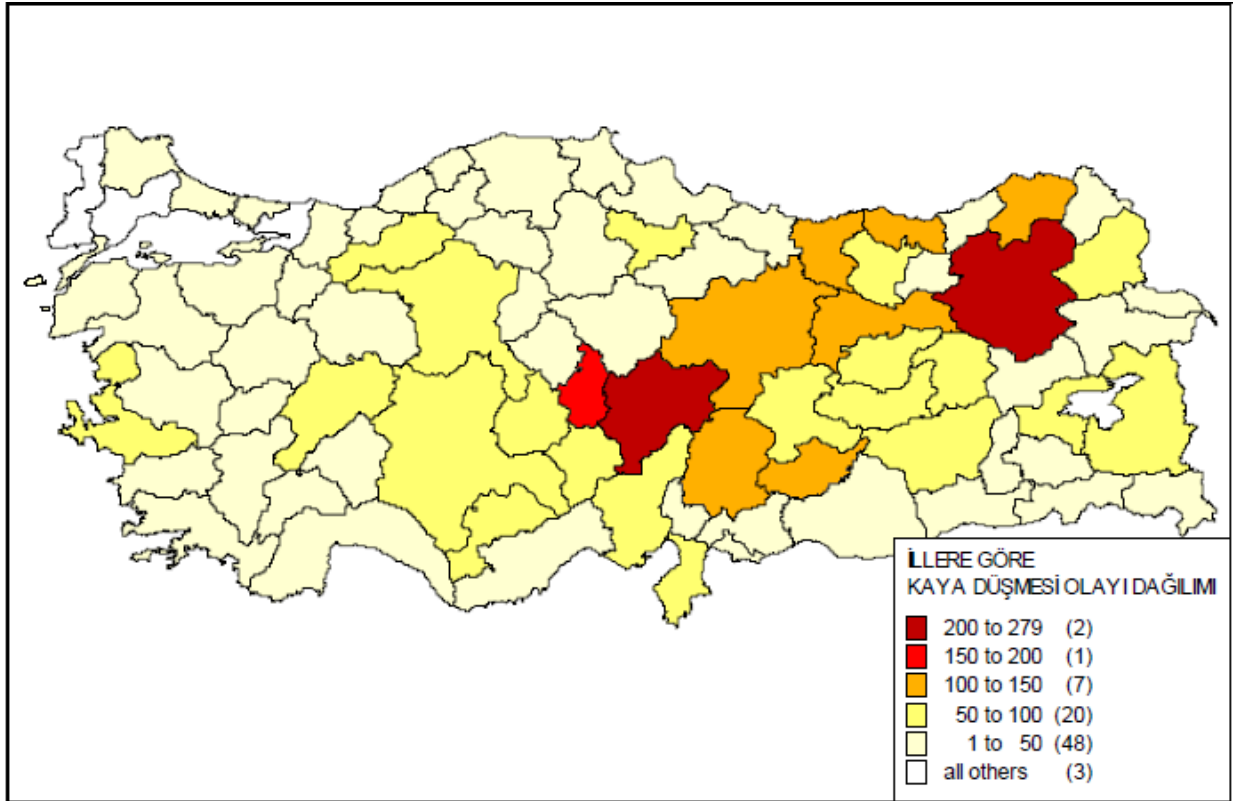 İLLERE GÖRE
KAYA DÜŞMESİ OLAYI DAĞILIMI
200 to 279 (2)
150 to 200 (1)
100 to 150 (7)
50 to 100 (20)
1 to 50 (48)
all others (3)